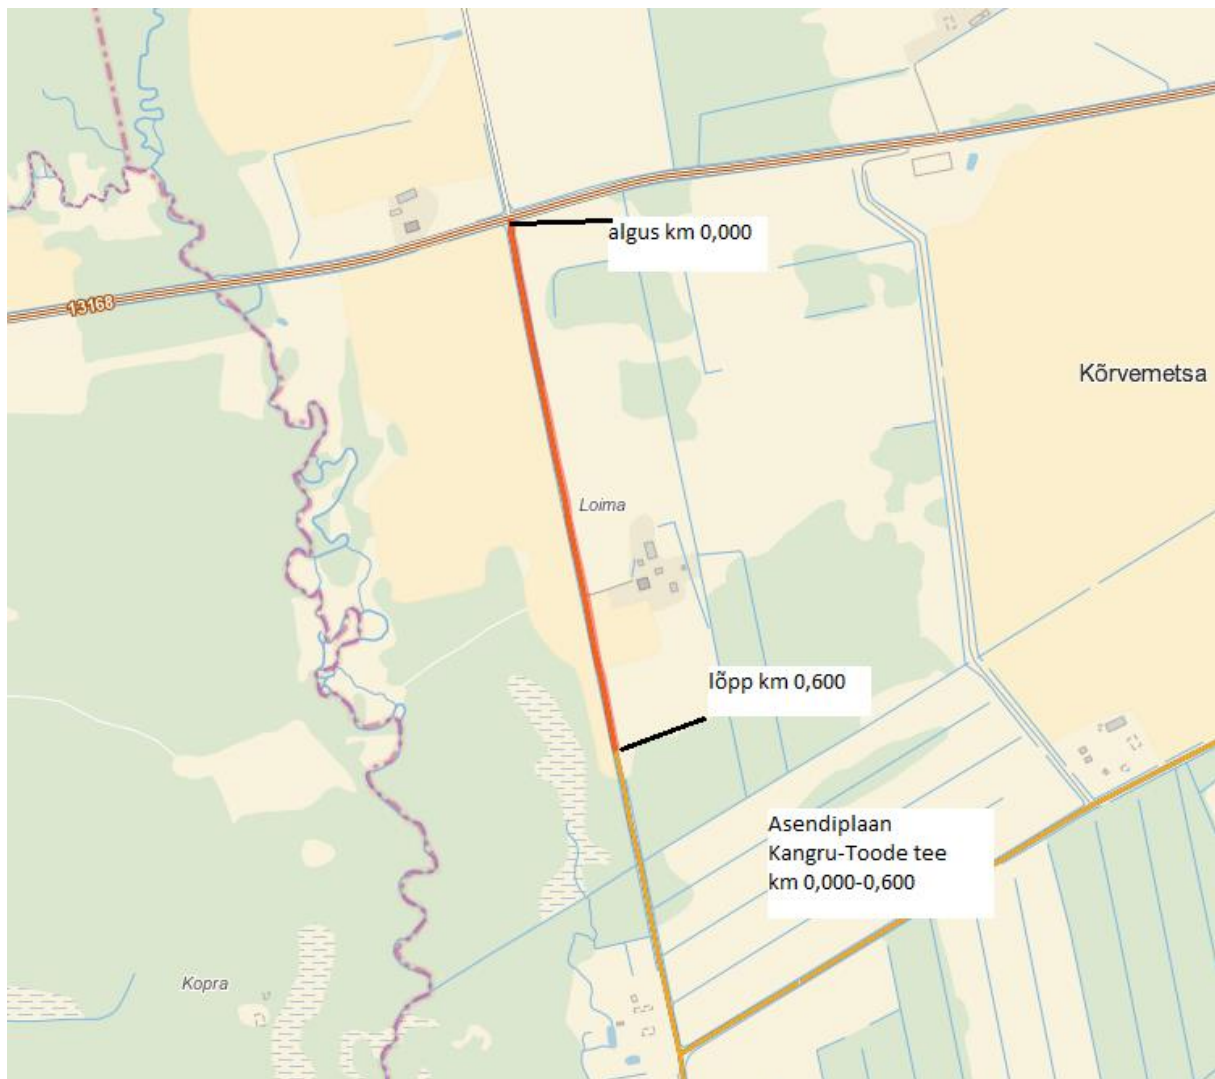 algus km 0,000
13168
Kõrvemetsa
Loima
lõpp km 0,600
Asendiplaan
Kangru-Toode tee
km 0,000-0,600
Kopra